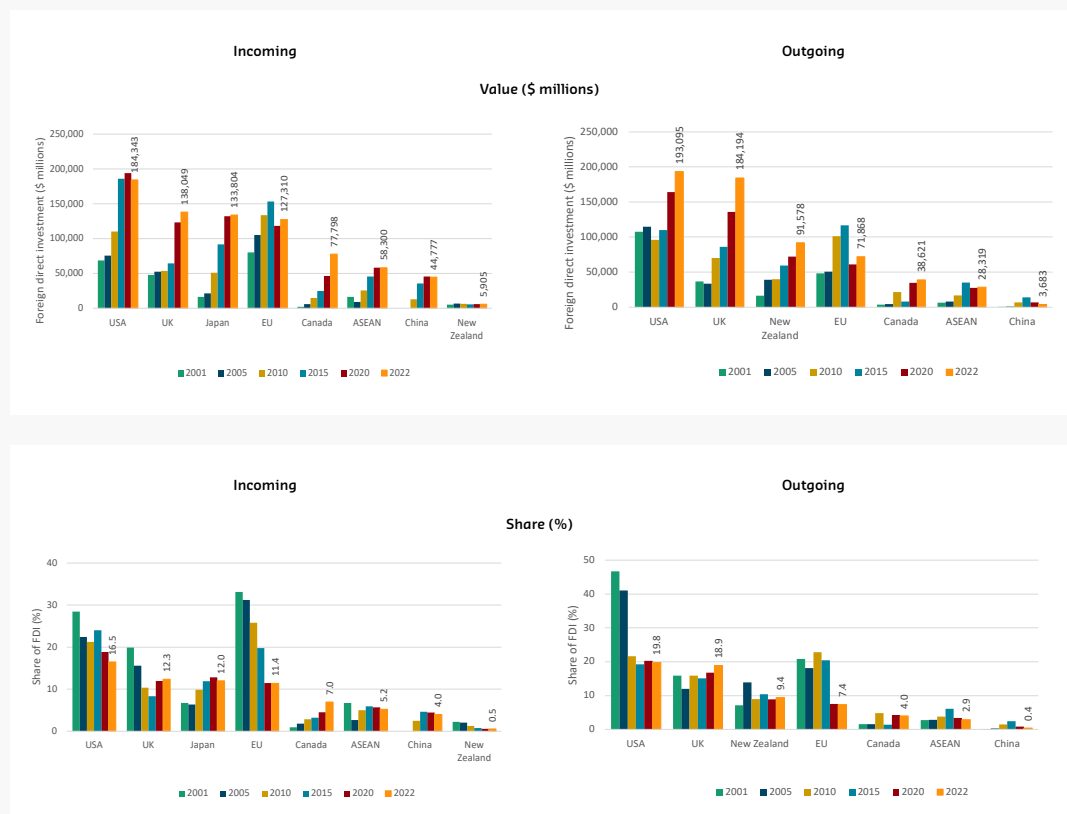 Incoming
Outgoing
Value ($ millions)
Foreign direct investment ($ millions)
250,000
200,000
150,000
100,000
50,000
0
184,343
138,049
133,804
127,310
77,798
58,300
44,777
5,905
USA
UK
Japan
EU
Canada
ASEAN
China
New
Zealand
2001 2005 2010 2015 2020 2022
Foreign direct investment ($ millions)
250,000
200,000
150,000
100,000
50,000
0
193,095
184,194
91,578
71,868
38,621
28,319
3,683
USA
UK
New
Zealand
EU
Canada
ASEAN
China
2001 2005 2010 2015 2020 2022
Incoming
Outgoing
Share (%)
Share of FDI (%)
40
30
20
10
0
16.5
12.3
12.0
11.4
7.0
5.2
4.0
0.5
USA
UK
Japan
EU
Canada
ASEAN
China
New
Zealand
2001 2005 2010 2015 2020 2022
Share of FDI (%)
50
40
30
20
10
0
19.8
18.9
9.4
7.4
4.0
2.9
0.4
USA
UK
New Zealand
EU
Canada
ASEAN
China
2001 2005 2010 2015 2020 2022